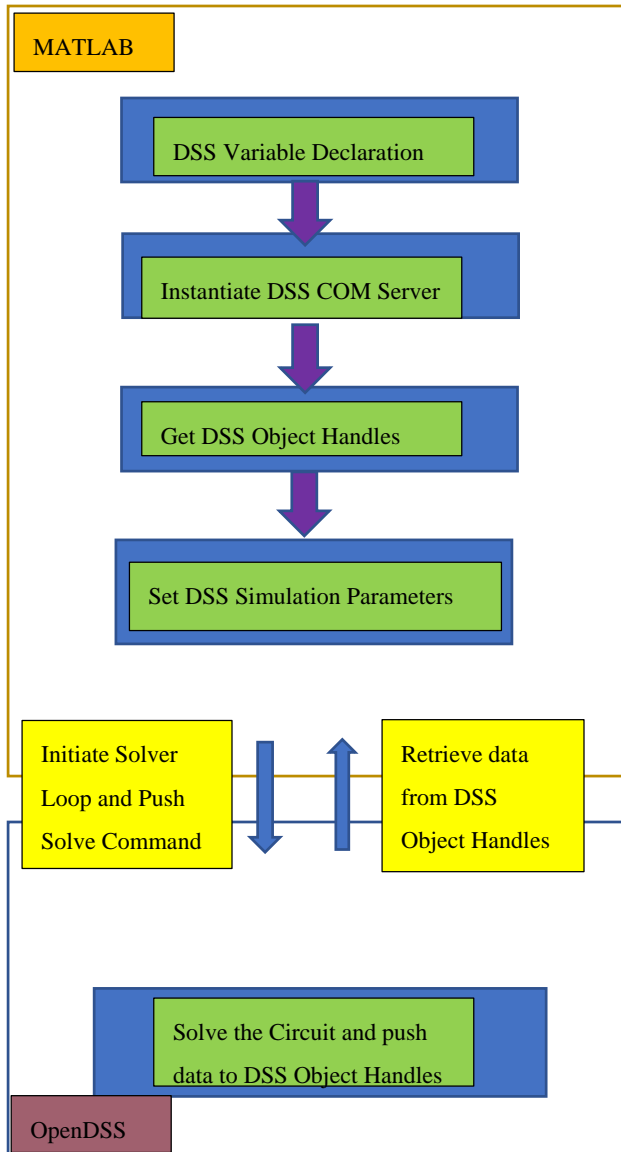 MATLAB
DSS Variable Declaration
Instantiate DSS COM Server
Get DSS Object Handles
Set DSS Simulation Parameters
Initiate Solver
Loop and Push
Solve Command
Retrieve data
from DSS
Object Handles
Solve the Circuit and push
data to DSS Object Handles
OpenDSS